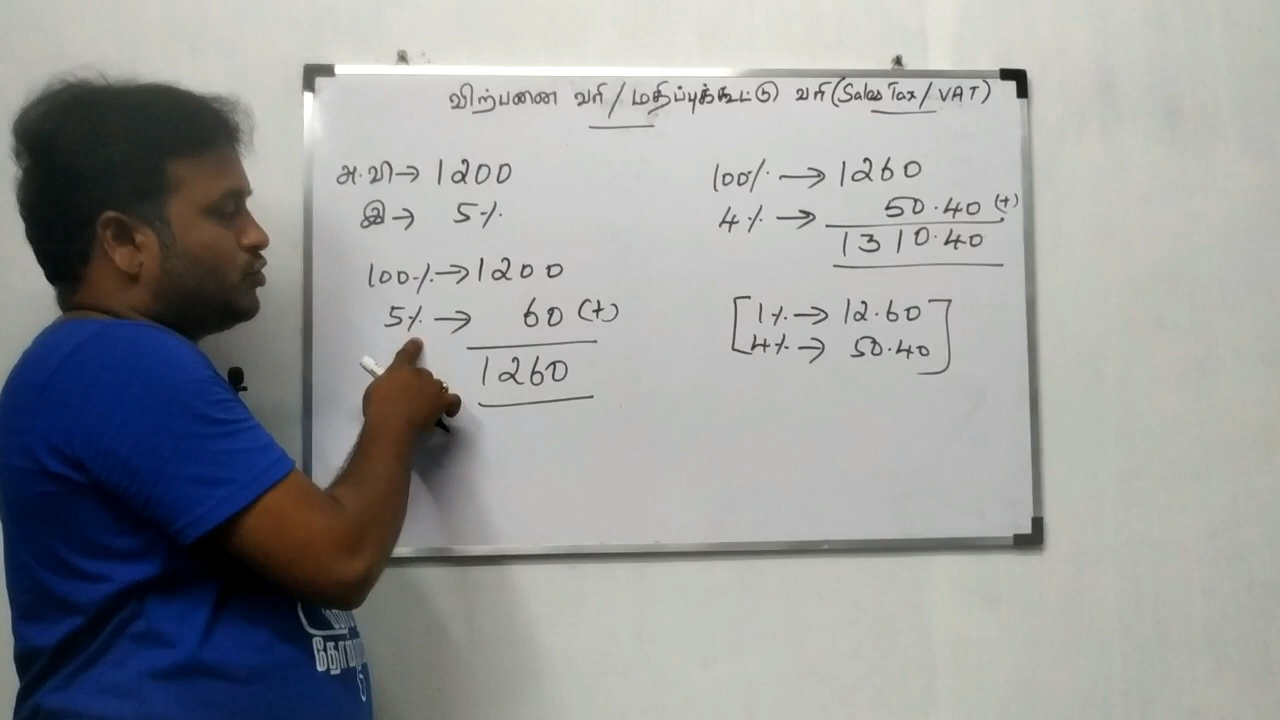 விற்பனை வரி / மதிப்புக்கூட்டு வரி (Sales Tax / VAT)
அ.வி → 1200
இ → 5%
100% → 1200
5% → 60 (+)
1260
100% → 1260
4% → 50.40 (+)
1310.40
[1% → 12.60
4% → 50.40]